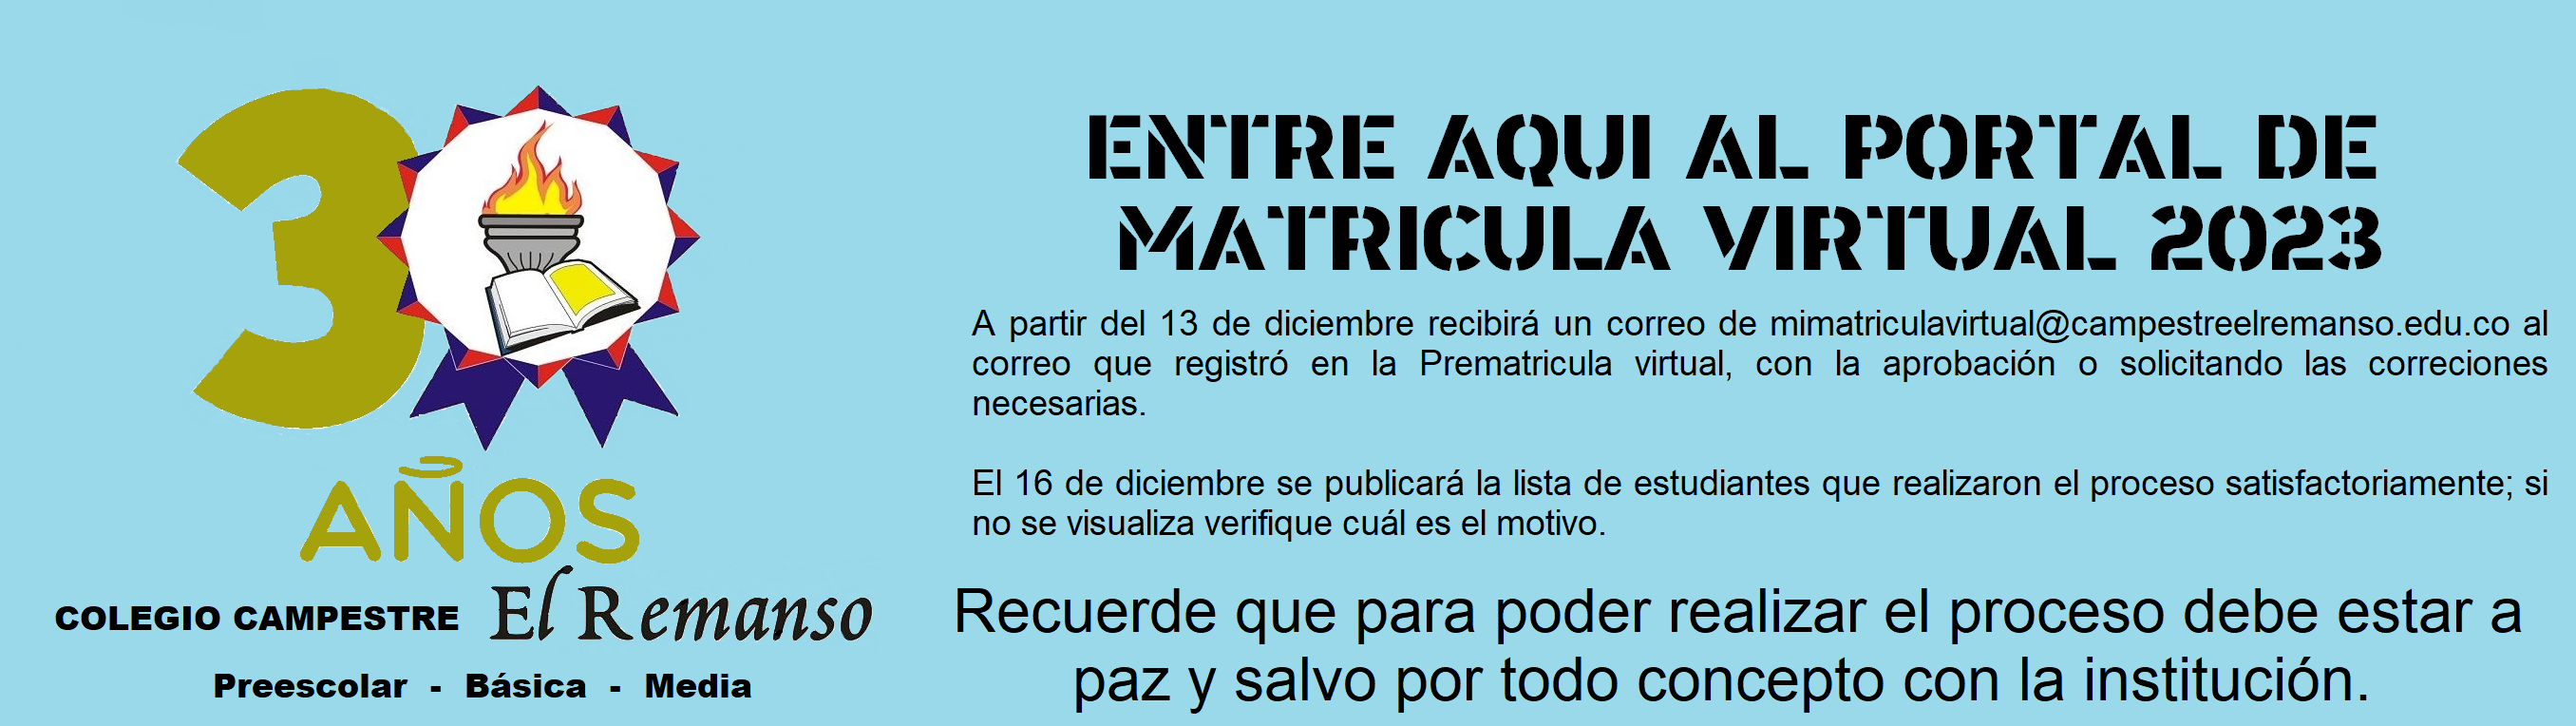 30
AÑOS
COLEGIO CAMPESTRE El Remanso
Preescolar - Básica - Media
ENTRE AQUI AL PORTAL DE
MATRICULA VIRTUAL 2023
A partir del 13 de diciembre recibirá un correo de mimatriculavirtual@campestreelremanso.edu.co al
correo que registró en la Prematricula virtual, con la aprobación o solicitando las correciones
necesarias.
El 16 de diciembre se publicará la lista de estudiantes que realizaron el proceso satisfactoriamente; si
no se visualiza verifique cuál es el motivo.
Recuerde que para poder realizar el proceso debe estar a
paz y salvo por todo concepto con la institución.